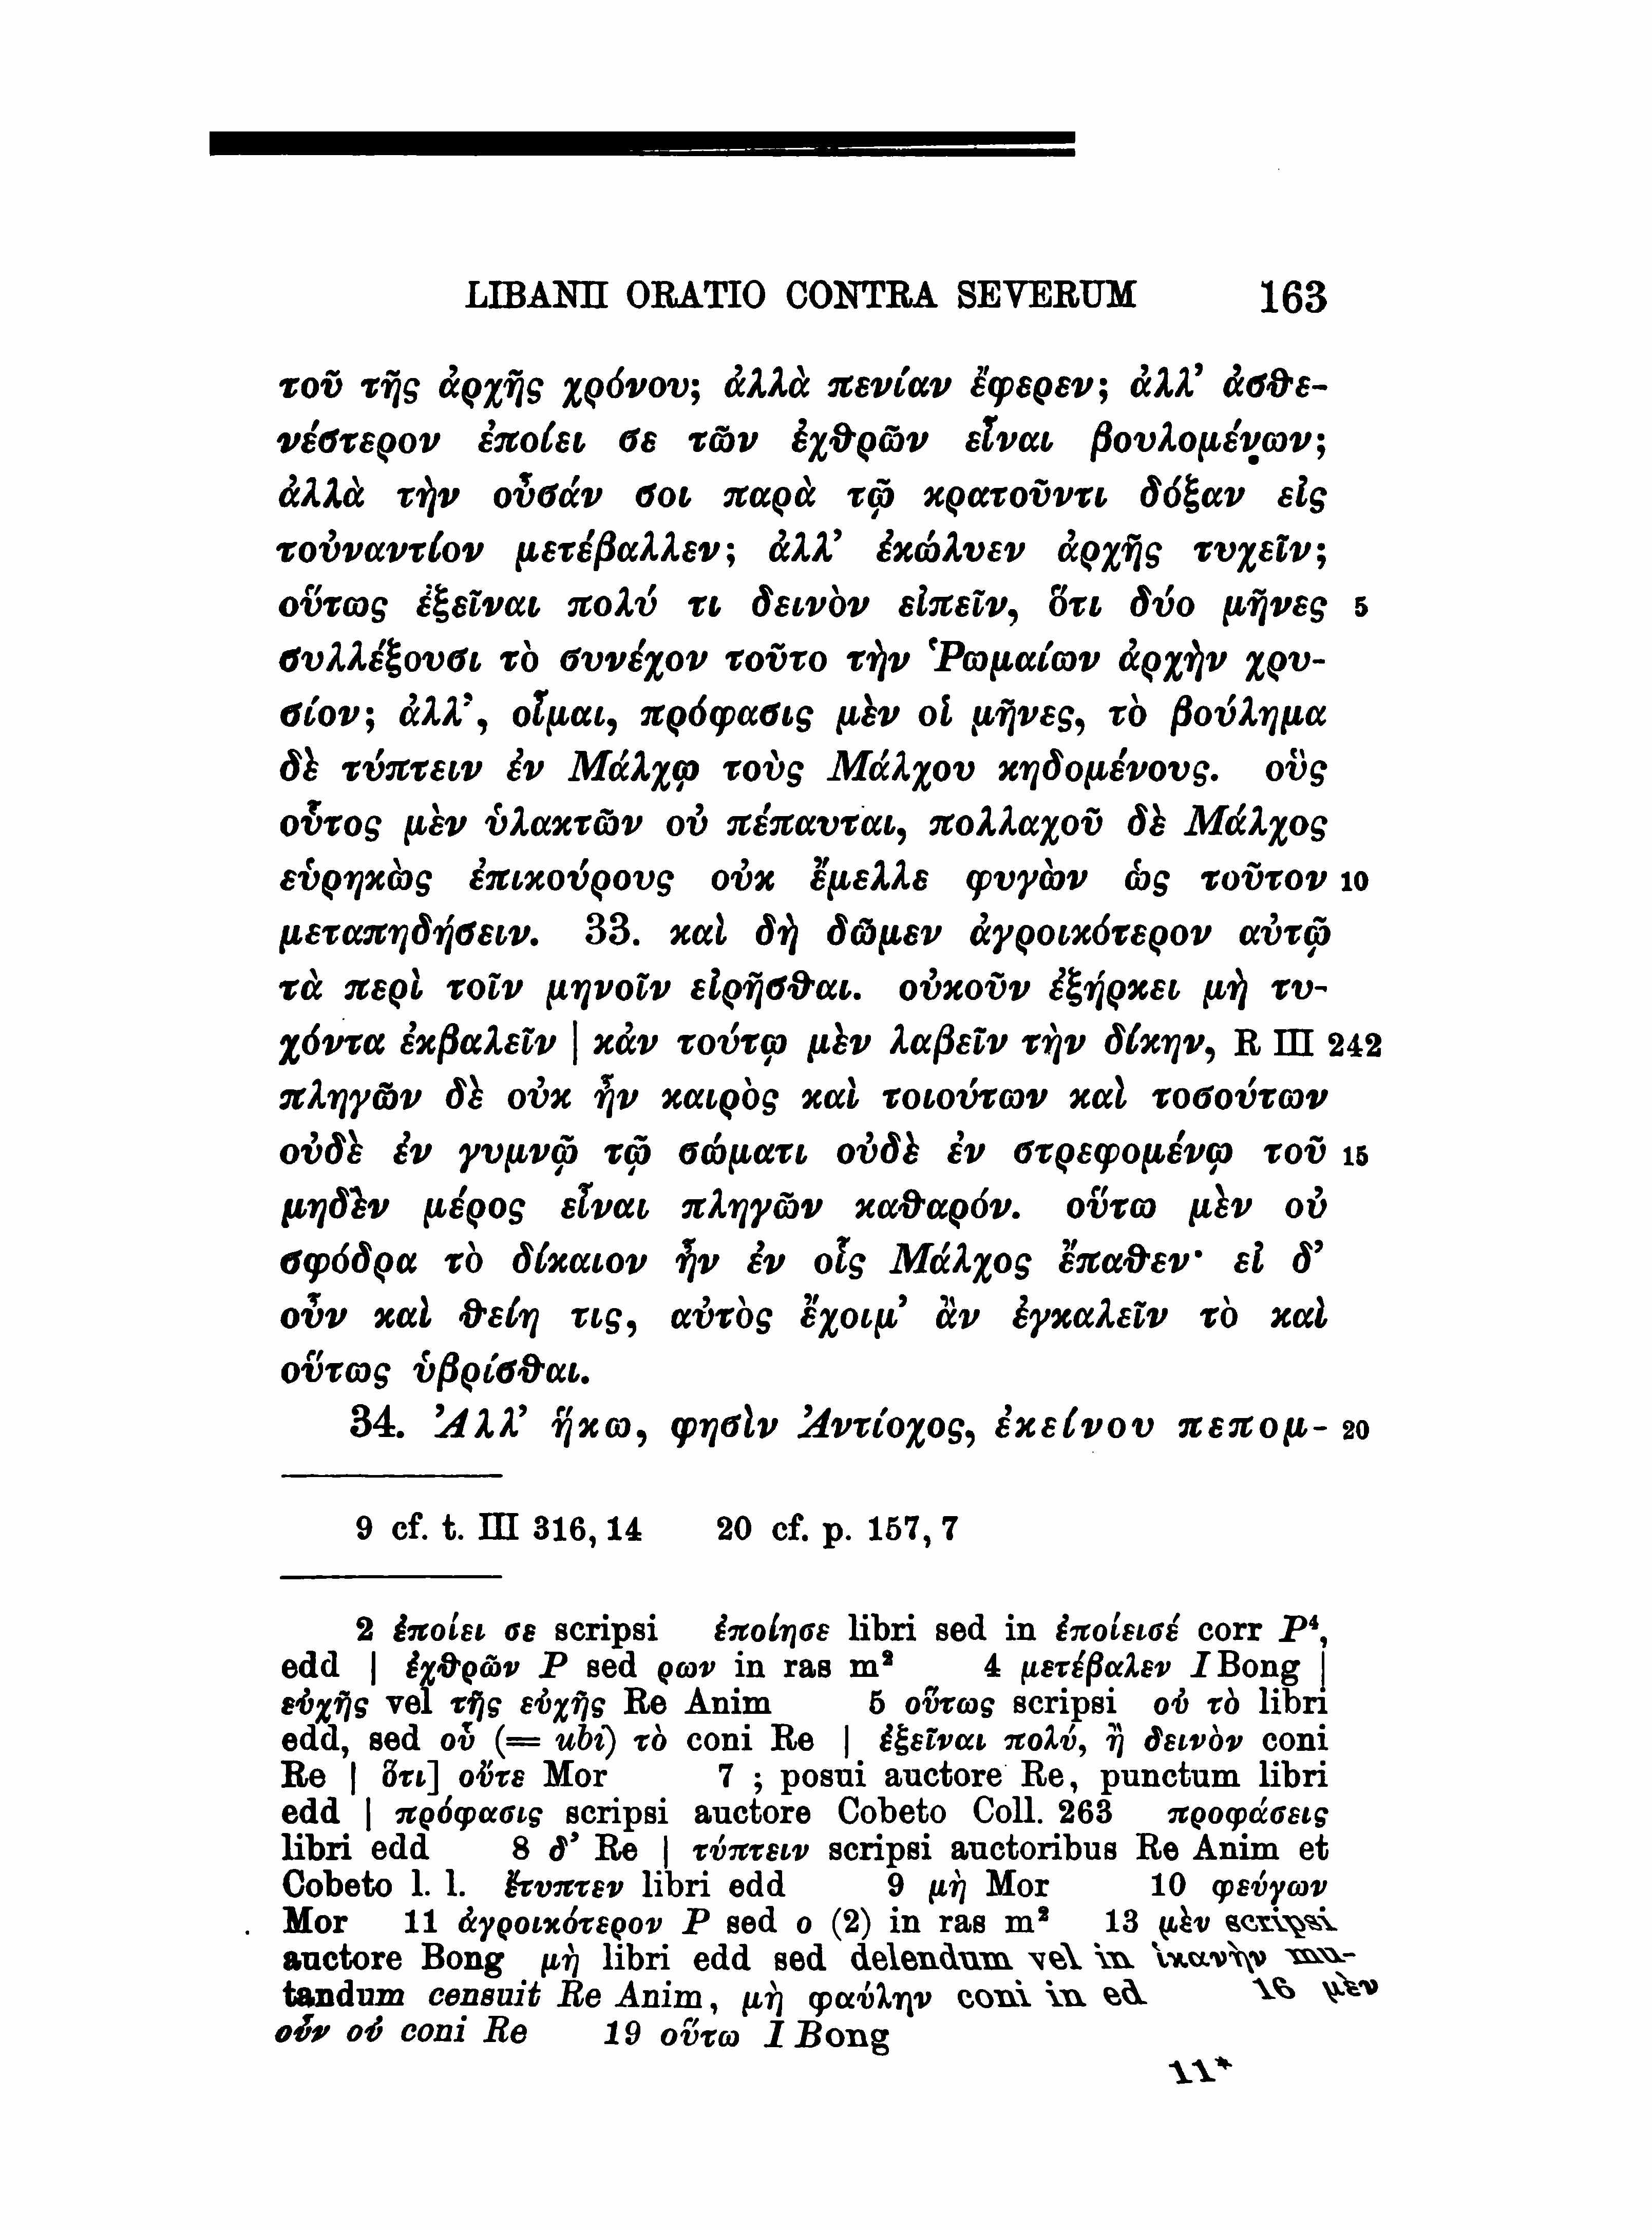 LIBANII ORATIO CONTRA SEVERUM 163
τοῦ τῆς ἀρχῆς χρόνου; ἀλλὰ πενίαν ἔφερεν; ἀλλ’ ἀσθε-
νέστερον ἐποίει σε τῶν ἐχθρῶν εἶναι βουλομένων;
ἀλλὰ τὴν οὖσάν σοι παρὰ τῷ κρατοῦντι δόξαν εἰς
τοὐναντίον μετέβαλλεν; ἀλλ’ ἐκώλυεν ἀρχῆς τυχεῖν;
οὕτως ἐξεῖναι πολύ τι δεινὸν εἰπεῖν, ὅτι δύο μῆνες 5
συλλέξουσι τὸ συνέχον τοῦτο τὴν Ῥωμαίων ἀρχὴν χρυ-
σίον; ἀλλ’, οἶμαι, πρόφασις μὲν οἱ μῆνες, τὸ βούλημα
δὲ τύπτειν ἐν Μάλχῳ τοὺς Μάλχου κηδομένους. οὓς
οὗτος μὲν ὑλακτῶν οὐ πέπαυται, πολλαχοῦ δὲ Μάλχος
εὑρηκὼς ἐπικούρους οὐκ ἔμελλε φυγὼν ὡς τοῦτον 10
μεταπηδήσειν. 33. καὶ δὴ δῶμεν ἀγροικότερον αὐτῷ
τὰ περὶ τοῖν μηνοῖν εἰρῆσθαι. οὐκοῦν ἐξήρκει μὴ τυ-
χόντα ἐκβαλεῖν | κἀν τούτῳ μὲν λαβεῖν τὴν δίκην, R III 242
πληγῶν δὲ οὐκ ἦν καιρὸς καὶ τοιούτων καὶ τοσούτων
οὐδὲ ἐν γυμνῷ τῷ σώματι οὐδὲ ἐν στρεφομένῳ τοῦ 15
μηδὲν μέρος εἶναι πληγῶν καθαρόν. οὕτω μὲν οὐ
σφόδρα τὸ δίκαιον ἦν ἐν οἷς Μάλχος ἔπαθεν· εἰ δ’
οὖν καὶ θείη τις, αὐτὸς ἔχοιμ’ ἂν ἐγκαλεῖν τὸ καὶ
οὕτως ὑβρίσθαι.
34. Ἀλλ’ ἥκω, φησὶν Ἀντίοχος, ἐκείνου πεπομ- 20
9 cf. t. III 316, 14 20 cf. p. 157, 7
2 ἐποίει σε scripsi ἐποίησε libri sed in ἐποίεισέ corr P⁴,
edd | ἐχθρῶν P sed ρων in ras m² 4 μετέβαλεν I Bong |
εὐχῆς vel τῆς εὐχῆς Re Anim 5 οὕτως scripsi οὐ τὸ libri
edd, sed οὗ (= ubi) τὸ coni Re | ἐξεῖναι πολύ, ἢ δεινὸν coni
Re | ὅτι] οὔτε Mor 7 ; posui auctore Re, punctum libri
edd | πρόφασις scripsi auctore Cobeto Coll. 263 προφάσεις
libri edd 8 δ’ Re | τύπτειν scripsi auctoribus Re Anim et
Cobeto l. l. ἔτυπτεν libri edd 9 μὴ Mor 10 φεύγων
Mor 11 ἀγροικότερον P sed ο (2) in ras m² 13 μὲν scripsi
auctore Bong μὴ libri edd sed delendum vel in ἱκανὴν mu-
tandum censuit Re Anim, μὴ φαύλην coni in ed 16 μὲν
οὖν οὐ coni Re 19 οὕτω I Bong
11*